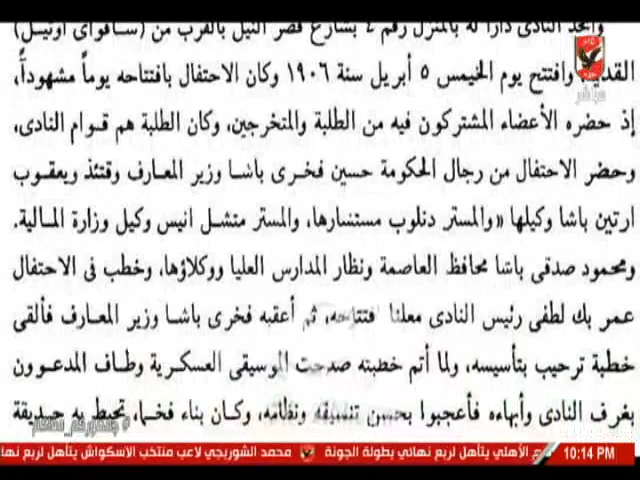 واتخذ النادى دارا له بالمنزل رقم ٤ بشارع قصر النيل بالقرب من (سافواى اوتيل)
القديم وافتتح يوم الخميس ٥ أبريل سنة ١٩٠٦ وكان الاحتفال بافتتاحه يوماً مشهوداً،
إذ حضره الأعضاء المشتركون فيه من الطلبة والمتخرجين، وكان الطلبة هم قوام النادى،
وحضر الاحتفال من رجال الحكومة حسين فخرى باشا وزير المعارف وقتئذ ويعقوب
ارتين باشا وكيلها «والمستر دنلوب مستشارها، والمستر متشل انيس وكيل وزارة المالية.
ومحمود صدقى باشا محافظ العاصمة ونظار المدارس العليا ووكلاؤها، وخطب فى الاحتفال
عمر بك لطفى رئيس النادى معلنا افتتاحه، ثم أعقبه فخرى باشا وزير المعارف فألقى
خطبة ترحيب بتأسيسه، ولما أتم خطبته صدحت الموسيقى العسكرية وطاف المدعوون
بغرف النادى وأبهاءه فأعجبوا بحسن تنسيقه ونظامه، وكان بناء فخما، تحيط به حديقة
مباشر
#جمهوركم_معاكم
الأهلي يتأهل لربع نهائي بطولة الجونة محمد الشوربجي لاعب منتخب الاسكواش يتأهل لربع نهائي
10:14 PM